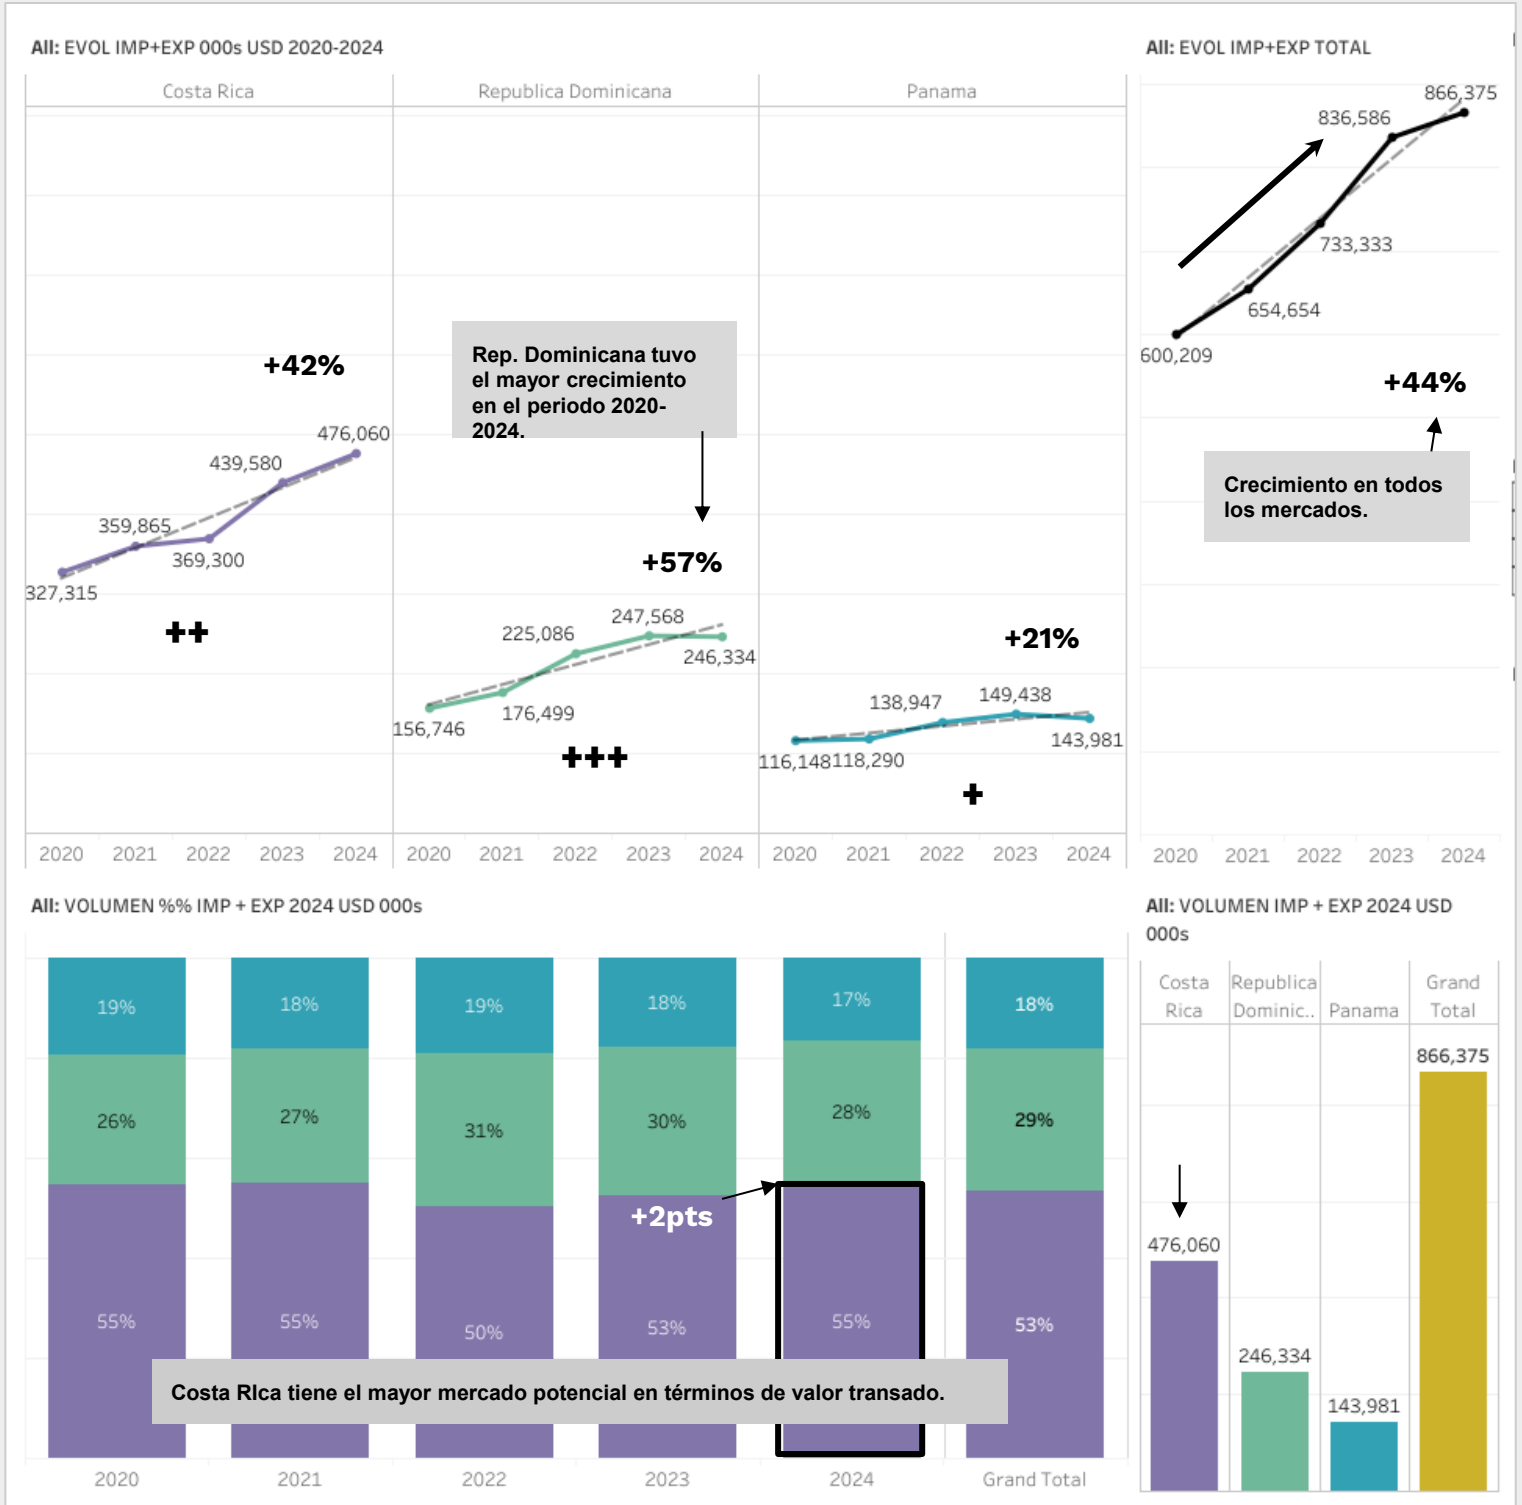 All: EVOL IMP+EXP 000s USD 2020-2024
Costa Rica
Republica Dominicana
Panama
+42%
Rep. Dominicana tuvo
el mayor crecimiento
en el periodo 2020-
2024.
476,060
439,580
359,865
369,300
327,315
++
+57%
247,568
225,086
246,334
176,499
156,746
+++
+21%
149,438
138,947
143,981
116,148
118,290
+
2020 2021 2022 2023 2024
2020 2021 2022 2023 2024
2020 2021 2022 2023 2024
All: EVOL IMP+EXP TOTAL
866,375
836,586
733,333
654,654
600,209
+44%
Crecimiento en todos
los mercados.
2020 2021 2022 2023 2024
All: VOLUMEN %% IMP + EXP 2024 USD 000s
19% 18% 19% 18% 17% 18%
26% 27% 31% 30% 28% 29%
+2pts
55% 55% 50% 53% 55% 53%
Costa RIca tiene el mayor mercado potencial en términos de valor transado.
2020 2021 2022 2023 2024 Grand Total
All: VOLUMEN IMP + EXP 2024 USD
000s
Costa
Rica
Republica
Dominic..
Panama
Grand
Total
866,375
476,060
246,334
143,981